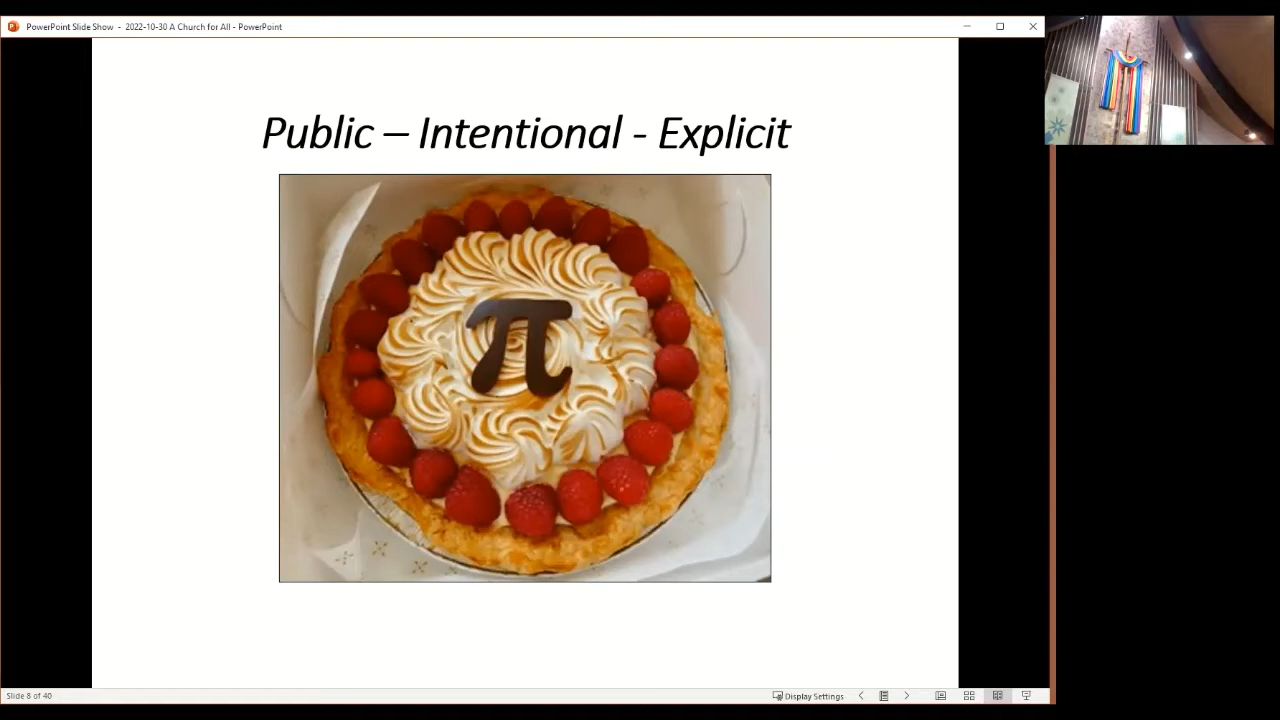 PowerPoint Slide Show - 2022-10-30 A Church for All - PowerPoint
Public – Intentional - Explicit
π
Slide 8 of 40
Display Settings